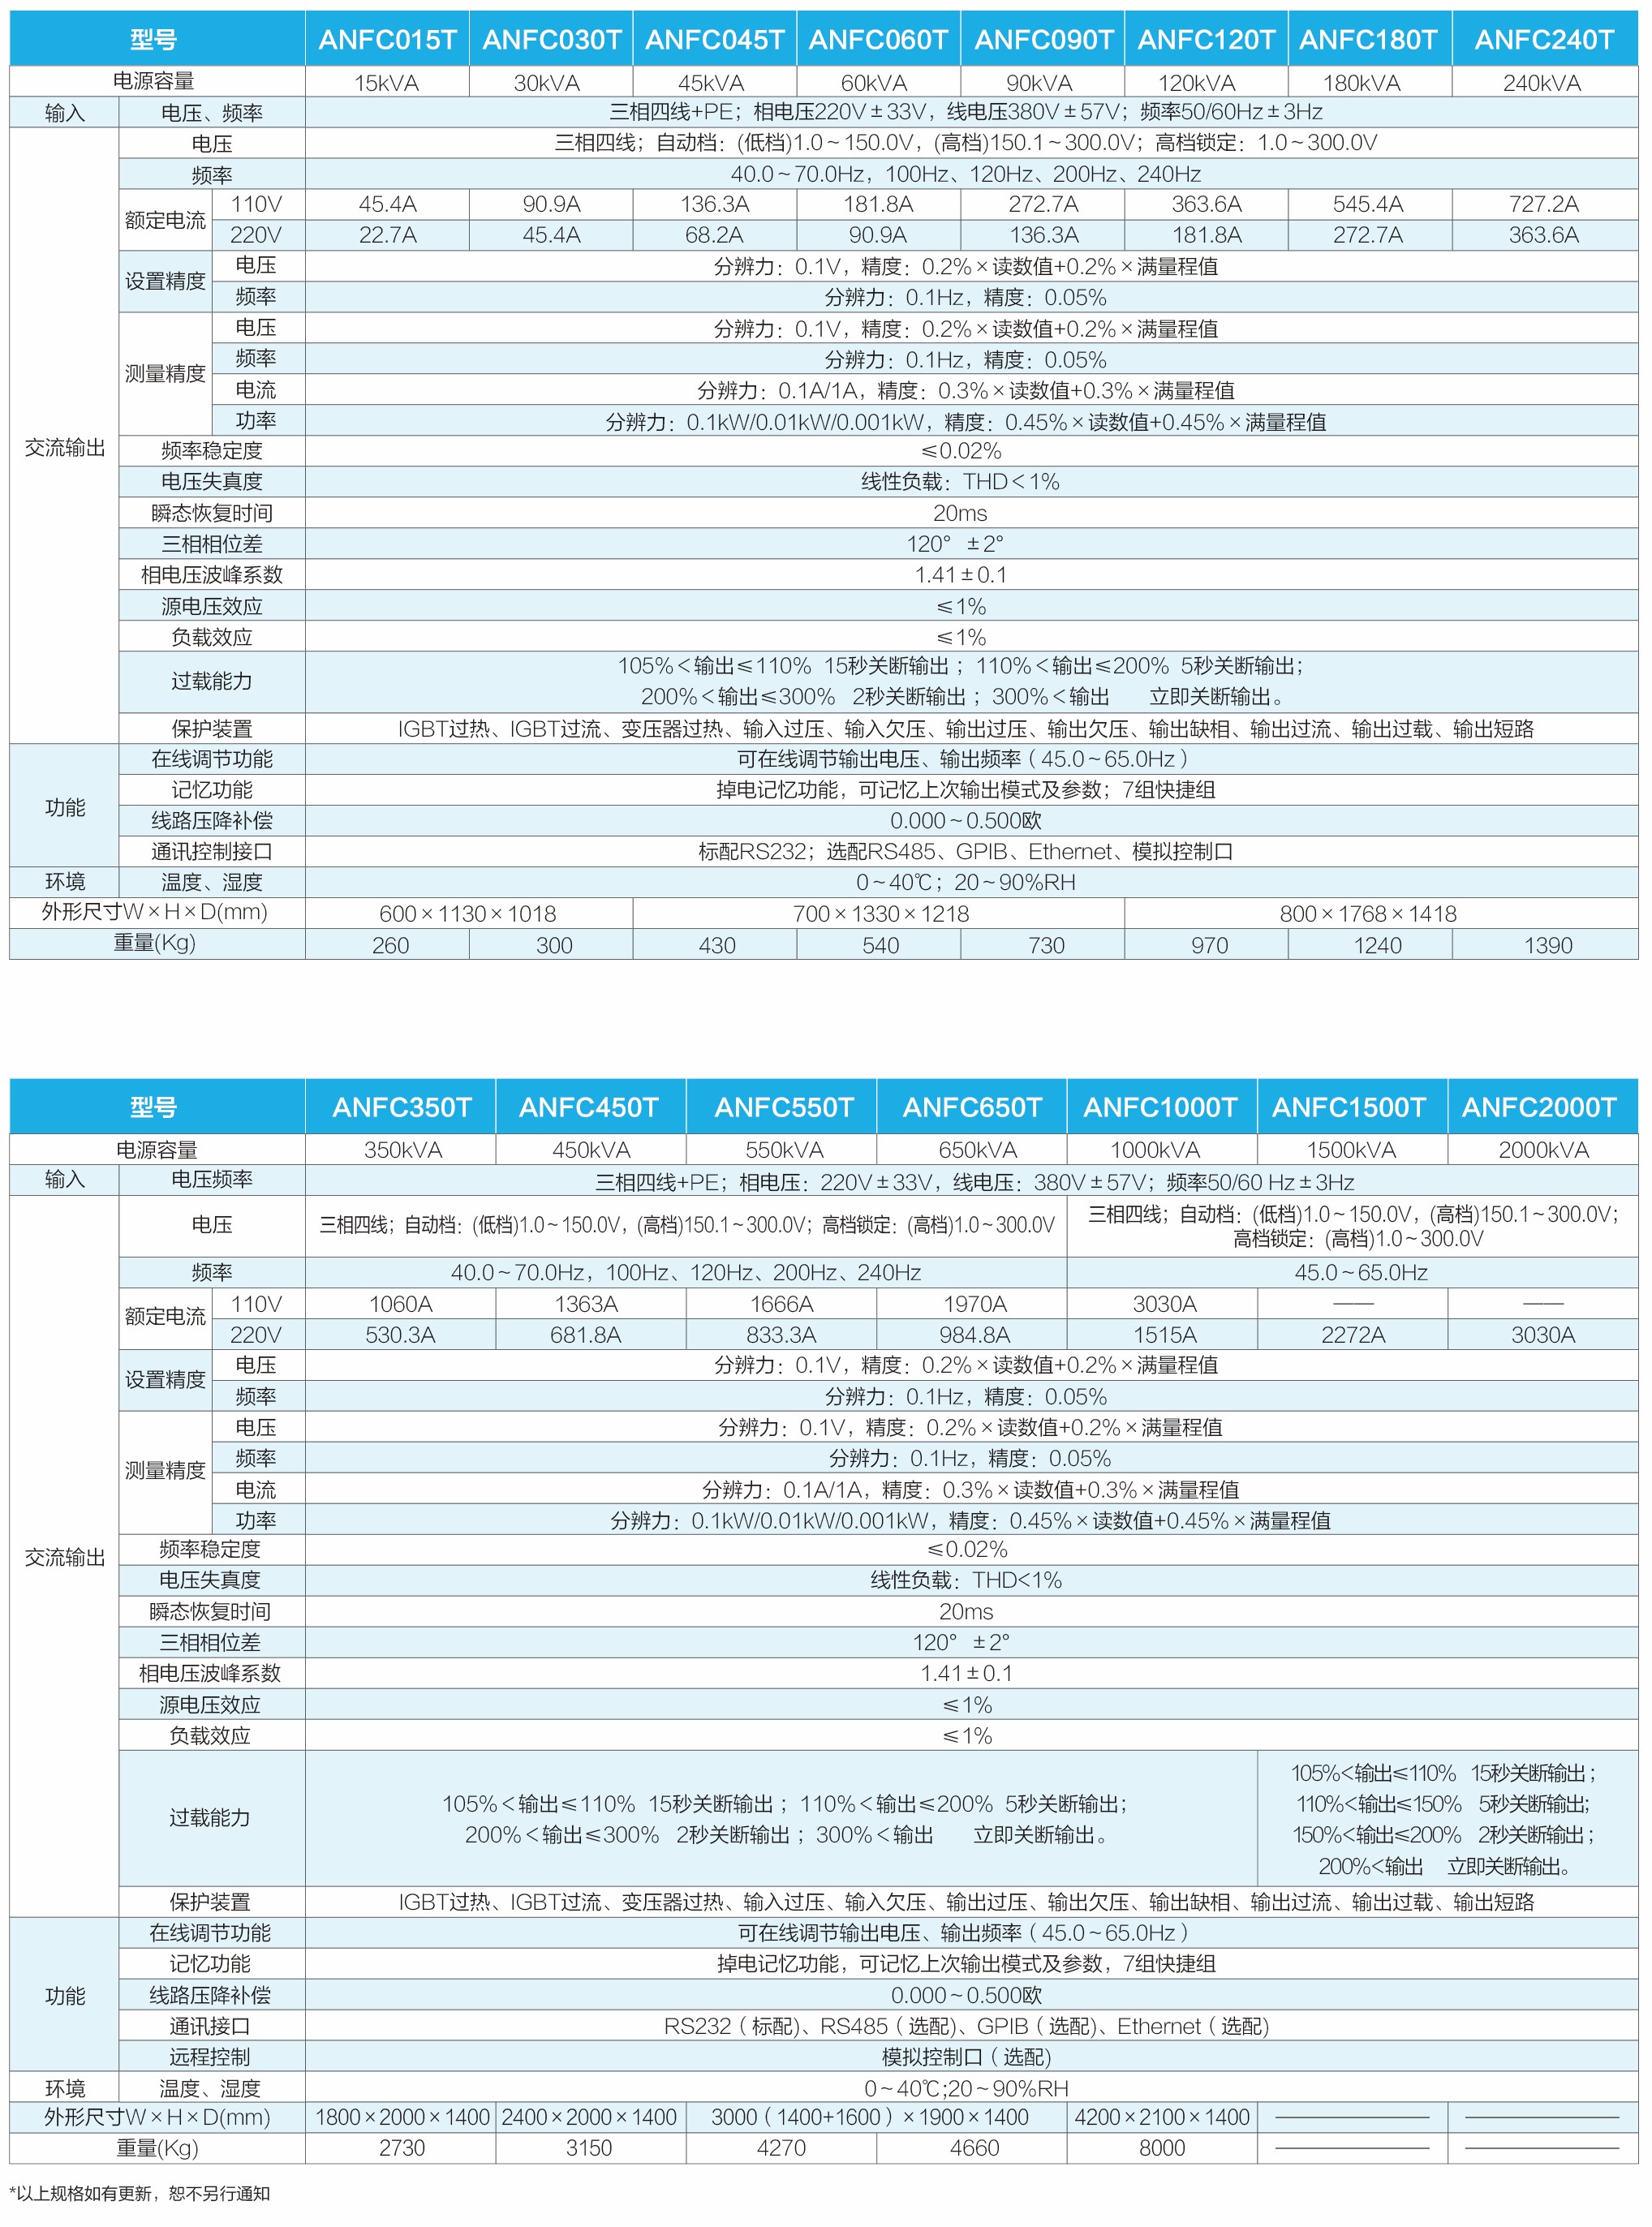 型号 ANFC015T ANFC030T ANFC045T ANFC060T ANFC090T ANFC120T ANFC180T ANFC240T
电源容量 15kVA 30kVA 45kVA 60kVA 90kVA 120kVA 180kVA 240kVA
输入 电压、频率 三相四线+PE；相电压220V±33V，线电压380V±57V；频率50/60Hz±3Hz
电压 三相四线；自动档：(低档)1.0~150.0V，(高档)150.1~300.0V；高档锁定：1.0~300.0V
频率 40.0~70.0Hz，100Hz、120Hz、200Hz、240Hz
额定电流 110V 45.4A 90.9A 136.3A 181.8A 272.7A 363.6A 545.4A 727.2A
220V 22.7A 45.4A 68.2A 90.9A 136.3A 181.8A 272.7A 363.6A
设置精度 电压 分辨力：0.1V，精度：0.2%×读数值+0.2%×满量程值
频率 分辨力：0.1Hz，精度：0.05%
测量精度 电压 分辨力：0.1V，精度：0.2%×读数值+0.2%×满量程值
频率 分辨力：0.1Hz，精度：0.05%
电流 分辨力：0.1A/1A，精度：0.3%×读数值+0.3%×满量程值
功率 分辨力：0.1kW/0.01kW/0.001kW，精度：0.45%×读数值+0.45%×满量程值
交流输出 频率稳定度 ≤0.02%
电压失真度 线性负载：THD＜1%
瞬态恢复时间 20ms
三相相位差 120° ±2°
相电压波峰系数 1.41±0.1
源电压效应 ≤1%
负载效应 ≤1%
过载能力 105%＜输出≤110% 15秒关断输出；110%＜输出≤200% 5秒关断输出；
200%＜输出≤300% 2秒关断输出；300%＜输出 立即关断输出。
保护装置 IGBT过热、IGBT过流、变压器过热、输入过压、输入欠压、输出过压、输出欠压、输出缺相、输出过流、输出过载、输出短路
功能 在线调节功能 可在线调节输出电压、输出频率（45.0~65.0Hz）
记忆功能 掉电记忆功能，可记忆上次输出模式及参数；7组快捷组
线路压降补偿 0.000~0.500欧
通讯控制接口 标配RS232；选配RS485、GPIB、Ethernet、模拟控制口
环境 温度、湿度 0~40℃；20~90%RH
外形尺寸W×H×D(mm) 600×1130×1018 700×1330×1218 800×1768×1418
重量(Kg) 260 300 430 540 730 970 1240 1390
型号 ANFC350T ANFC450T ANFC550T ANFC650T ANFC1000T ANFC1500T ANFC2000T
电源容量 350kVA 450kVA 550kVA 650kVA 1000kVA 1500kVA 2000kVA
输入 电压频率 三相四线+PE；相电压：220V±33V，线电压：380V±57V；频率50/60 Hz±3Hz
电压 三相四线；自动档：(低档)1.0~150.0V，(高档)150.1~300.0V；高档锁定：(高档)1.0~300.0V 三相四线；自动档：(低档)1.0~150.0V，(高档)150.1~300.0V；
高档锁定：(高档)1.0~300.0V
频率 40.0~70.0Hz，100Hz、120Hz、200Hz、240Hz 45.0~65.0Hz
额定电流 110V 1060A 1363A 1666A 1970A 3030A —— ——
220V 530.3A 681.8A 833.3A 984.8A 1515A 2272A 3030A
设置精度 电压 分辨力：0.1V，精度：0.2%×读数值+0.2%×满量程值
频率 分辨力：0.1Hz，精度：0.05%
测量精度 电压 分辨力：0.1V，精度：0.2%×读数值+0.2%×满量程值
频率 分辨力：0.1Hz，精度：0.05%
电流 分辨力：0.1A/1A，精度：0.3%×读数值+0.3%×满量程值
功率 分辨力：0.1kW/0.01kW/0.001kW，精度：0.45%×读数值+0.45%×满量程值
交流输出 频率稳定度 ≤0.02%
电压失真度 线性负载：THD<1%
瞬态恢复时间 20ms
三相相位差 120° ±2°
相电压波峰系数 1.41±0.1
源电压效应 ≤1%
负载效应 ≤1%
过载能力 105%＜输出≤110% 15秒关断输出；110%＜输出≤200% 5秒关断输出；
200%＜输出≤300% 2秒关断输出；300%＜输出 立即关断输出。
105%<输出≤110% 15秒关断输出；
110%<输出≤150% 5秒关断输出；
150%<输出≤200% 2秒关断输出；
200%<输出 立即关断输出。
保护装置 IGBT过热、IGBT过流、变压器过热、输入过压、输入欠压、输出过压、输出欠压、输出缺相、输出过流、输出过载、输出短路
功能 在线调节功能 可在线调节输出电压、输出频率（45.0~65.0Hz）
记忆功能 掉电记忆功能，可记忆上次输出模式及参数，7组快捷组
线路压降补偿 0.000~0.500欧
通讯接口 RS232（标配)、RS485（选配)、GPIB（选配)、Ethernet（选配)
远程控制 模拟控制口（选配)
环境 温度、湿度 0~40℃;20~90%RH
外形尺寸W×H×D(mm) 1800×2000×1400 2400×2000×1400 3000（1400+1600）×1900×1400 4200×2100×1400 —— ——
重量(Kg) 2730 3150 4270 4660 8000 —— ——
*以上规格如有更新，恕不另行通知